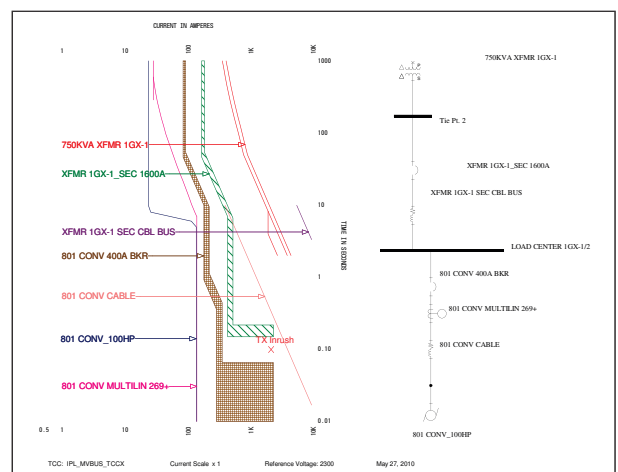 CURRENT IN AMPERES
1 10 100 1K 10K
1000
100
10
1
0.10
0.01
TIME IN SECONDS
750KVA XFMR 1GX-1
XFMR 1GX-1_SEC 1600A
XFMR 1GX-1 SEC CBL BUS
801 CONV 400A BKR
801 CONV CABLE
TX Inrush
801 CONV_100HP
801 CONV MULTILIN 269+
0.5 1 10 100 1K 10K
750KVA XFMR 1GX-1
Tie Pt. 2
XFMR 1GX-1_SEC 1600A
XFMR 1GX-1 SEC CBL BUS
LOAD CENTER 1GX-1/2
801 CONV 400A BKR
801 CONV MULTILIN 269+
801 CONV CABLE
801 CONV_100HP
TCC: IPL_MVBUS_TCCX Current Scale x 1 Reference Voltage: 2300 May 27, 2010